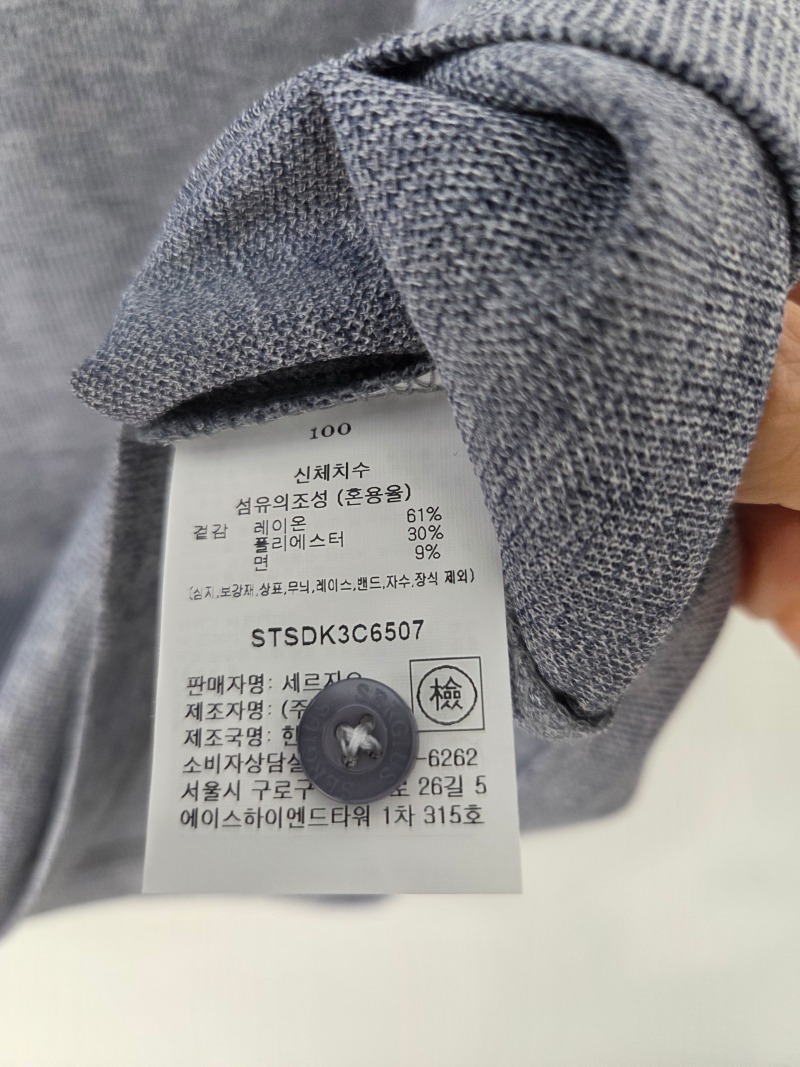 100
신체치수
섬유의조성 (혼용율)
겉감 레이온 61%
폴리에스터 30%
면 9%
(심지,보강재,상표,무늬,레이스,밴드,자수,장식 제외)
STSDK3C6507
판매자명: 세르지오
檢
제조자명: (주
제조국명: 한
소비자상담실 -6262
서울시 구로구 26길 5
에이스하이엔드타워 1차 315호